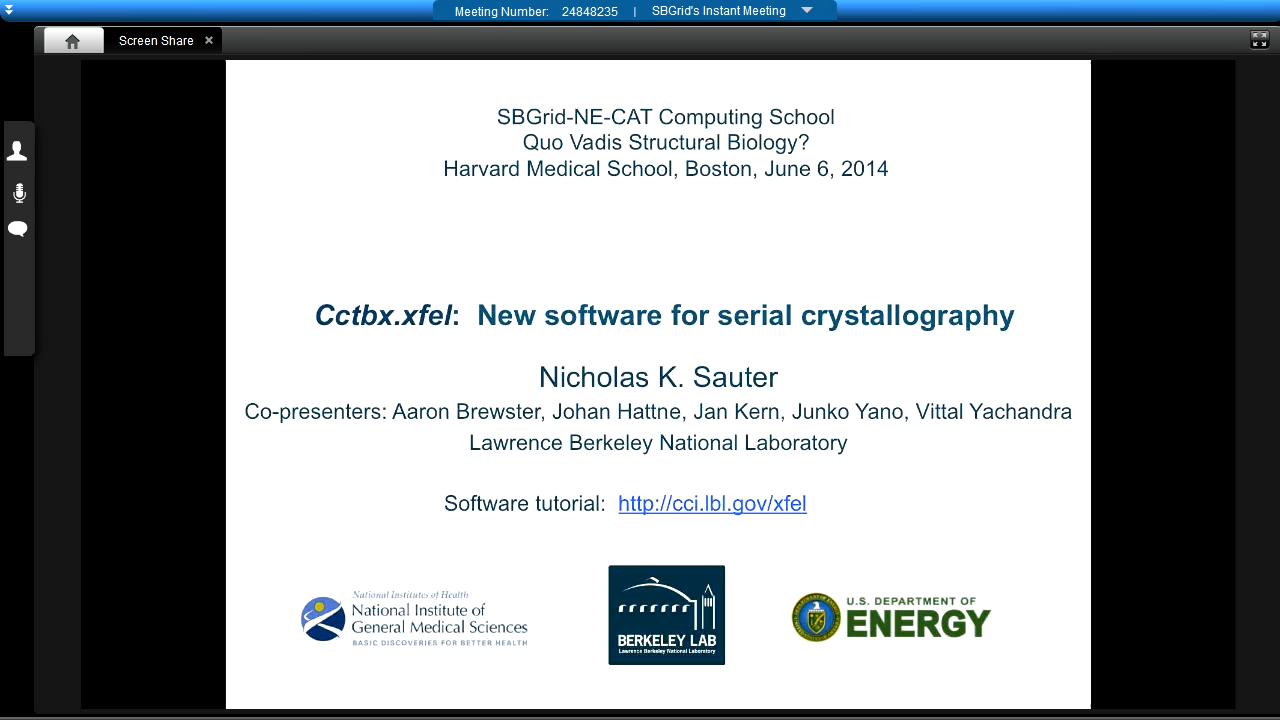 Meeting Number: 24848235 | SBGrid's Instant Meeting
Screen Share
SBGrid-NE-CAT Computing School
Quo Vadis Structural Biology?
Harvard Medical School, Boston, June 6, 2014
Cctbx.xfel: New software for serial crystallography
Nicholas K. Sauter
Co-presenters: Aaron Brewster, Johan Hattne, Jan Kern, Junko Yano, Vittal Yachandra
Lawrence Berkeley National Laboratory
Software tutorial: http://cci.lbl.gov/xfel
National Institutes of Health
National Institute of
General Medical Sciences
BASIC DISCOVERIES FOR BETTER HEALTH
BERKELEY LAB
Lawrence Berkeley National Laboratory
U.S. DEPARTMENT OF
ENERGY